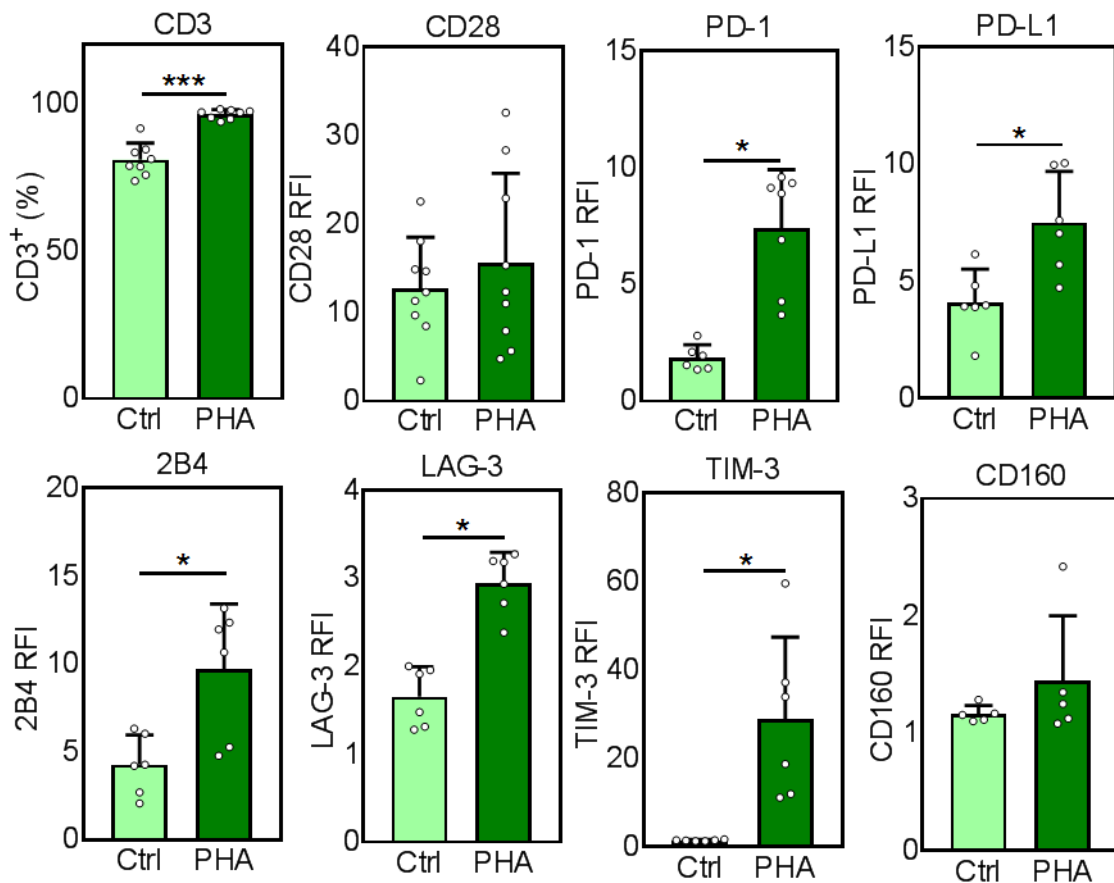 CD3
CD3+ (%)
100
50
0
***
Ctrl PHA
CD28
CD28 RFI
40
30
20
10
0
Ctrl PHA
PD-1
PD-1 RFI
15
10
5
0
*
Ctrl PHA
PD-L1
PD-L1 RFI
15
10
5
0
*
Ctrl PHA
2B4
2B4 RFI
20
15
10
5
0
*
Ctrl PHA
LAG-3
LAG-3 RFI
4
3
2
1
0
*
Ctrl PHA
TIM-3
TIM-3 RFI
80
60
40
20
0
*
Ctrl PHA
CD160
CD160 RFI
3
2
1
0
Ctrl PHA